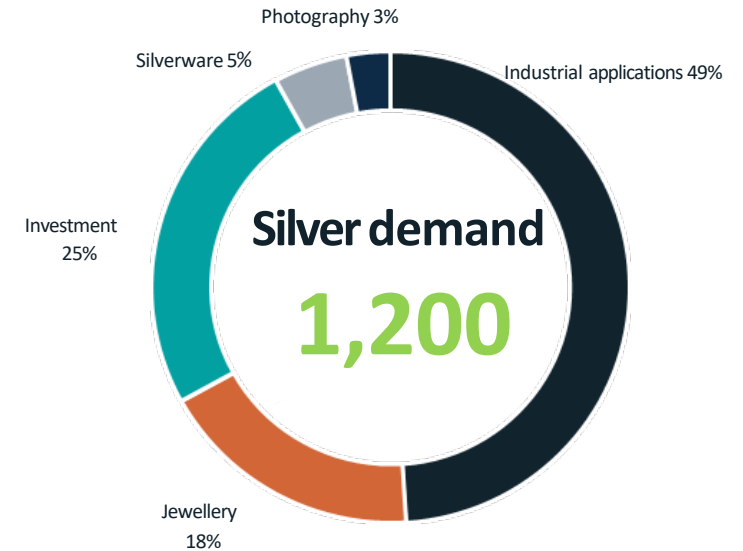 Photography 3%
Silverware 5%
Industrial applications 49%
Investment
25%
Silver demand
1,200
Jewellery
18%